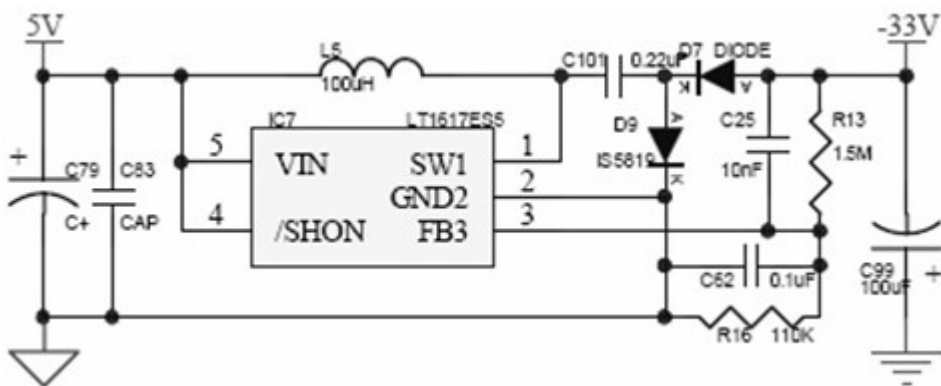 5V
-33V
L5
100uH
C101
0.22uF
D7
DIODE
K
A
IC7
LT1617ES5
5
VIN
SW1
1
GND2
2
4
/SHON
FB3
3
C79
C+
C83
CAP
D9
A
IS5819
K
C25
10nF
R13
1.5M
C62
0.1uF
C99
100uF
R16
110K
+
+